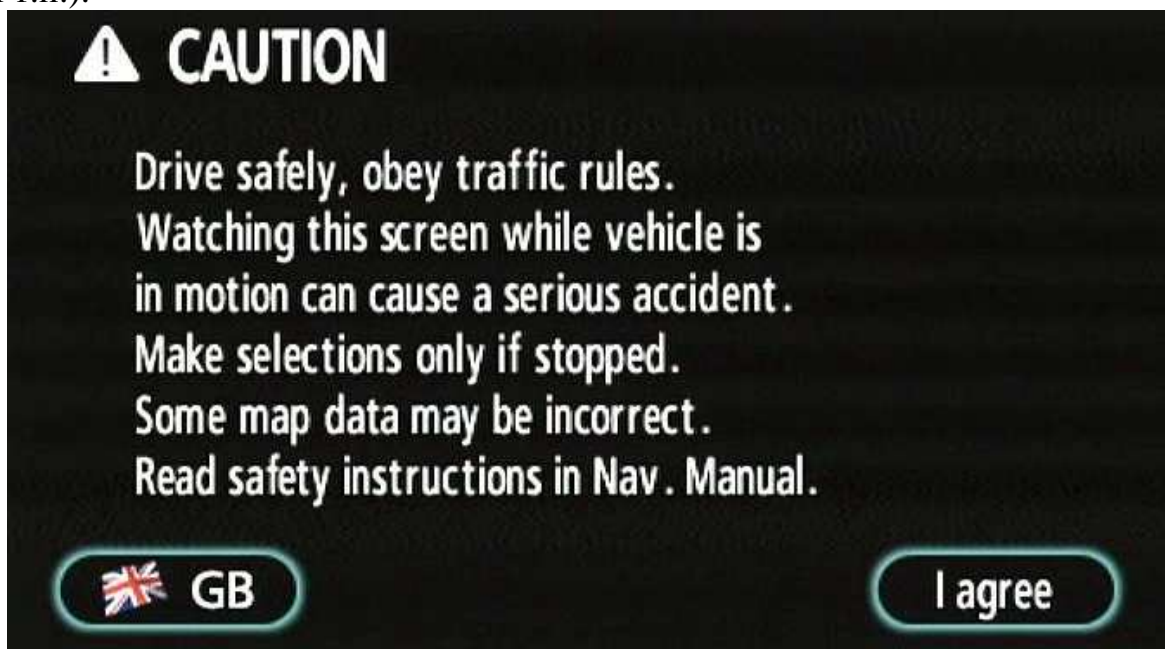 CAUTION
Drive safely, obey traffic rules.
Watching this screen while vehicle is
in motion can cause a serious accident.
Make selections only if stopped.
Some map data may be incorrect.
Read safety instructions in Nav. Manual.
GB
I agree